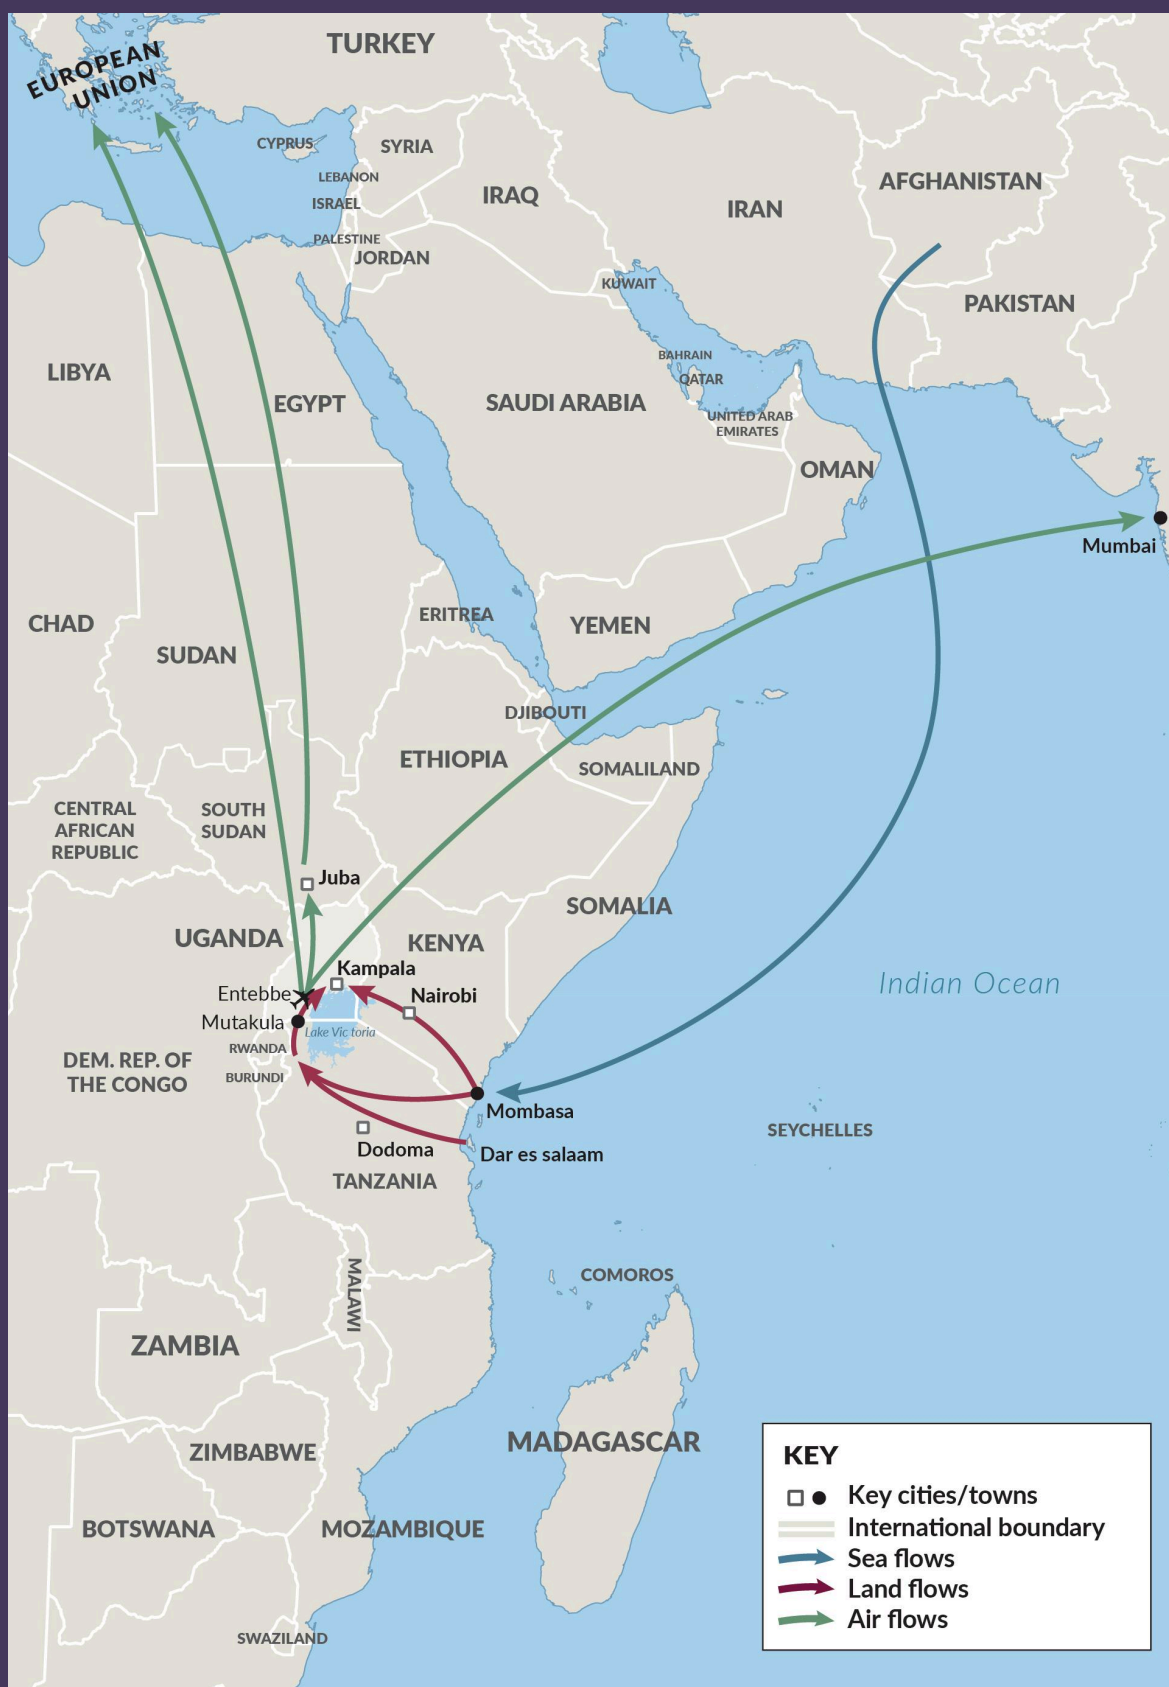 TURKEY
EUROPEAN
UNION
CYPRUS
SYRIA
LEBANON
ISRAEL
PALESTINE
JORDAN
IRAQ
IRAN
AFGHANISTAN
PAKISTAN
KUWAIT
BAHRAIN
QATAR
UNITED ARAB
EMIRATES
OMAN
LIBYA
EGYPT
SAUDI ARABIA
Mumbai
CHAD
SUDAN
ERITREA
YEMEN
DJIBOUTI
ETHIOPIA
SOMALILAND
CENTRAL
AFRICAN
REPUBLIC
SOUTH
SUDAN
Juba
SOMALIA
UGANDA
KENYA
Kampala
Entebbe
Nairobi
Mutakula
Lake Vic toria
Indian Ocean
RWANDA
BURUNDI
DEM. REP. OF
THE CONGO
Mombasa
Dodoma
Dar es salaam
TANZANIA
SEYCHELLES
COMOROS
MALAWI
ZAMBIA
MADAGASCAR
ZIMBABWE
BOTSWANA
MOZAMBIQUE
SWAZILAND
KEY
Key cities/towns
International boundary
Sea flows
Land flows
Air flows